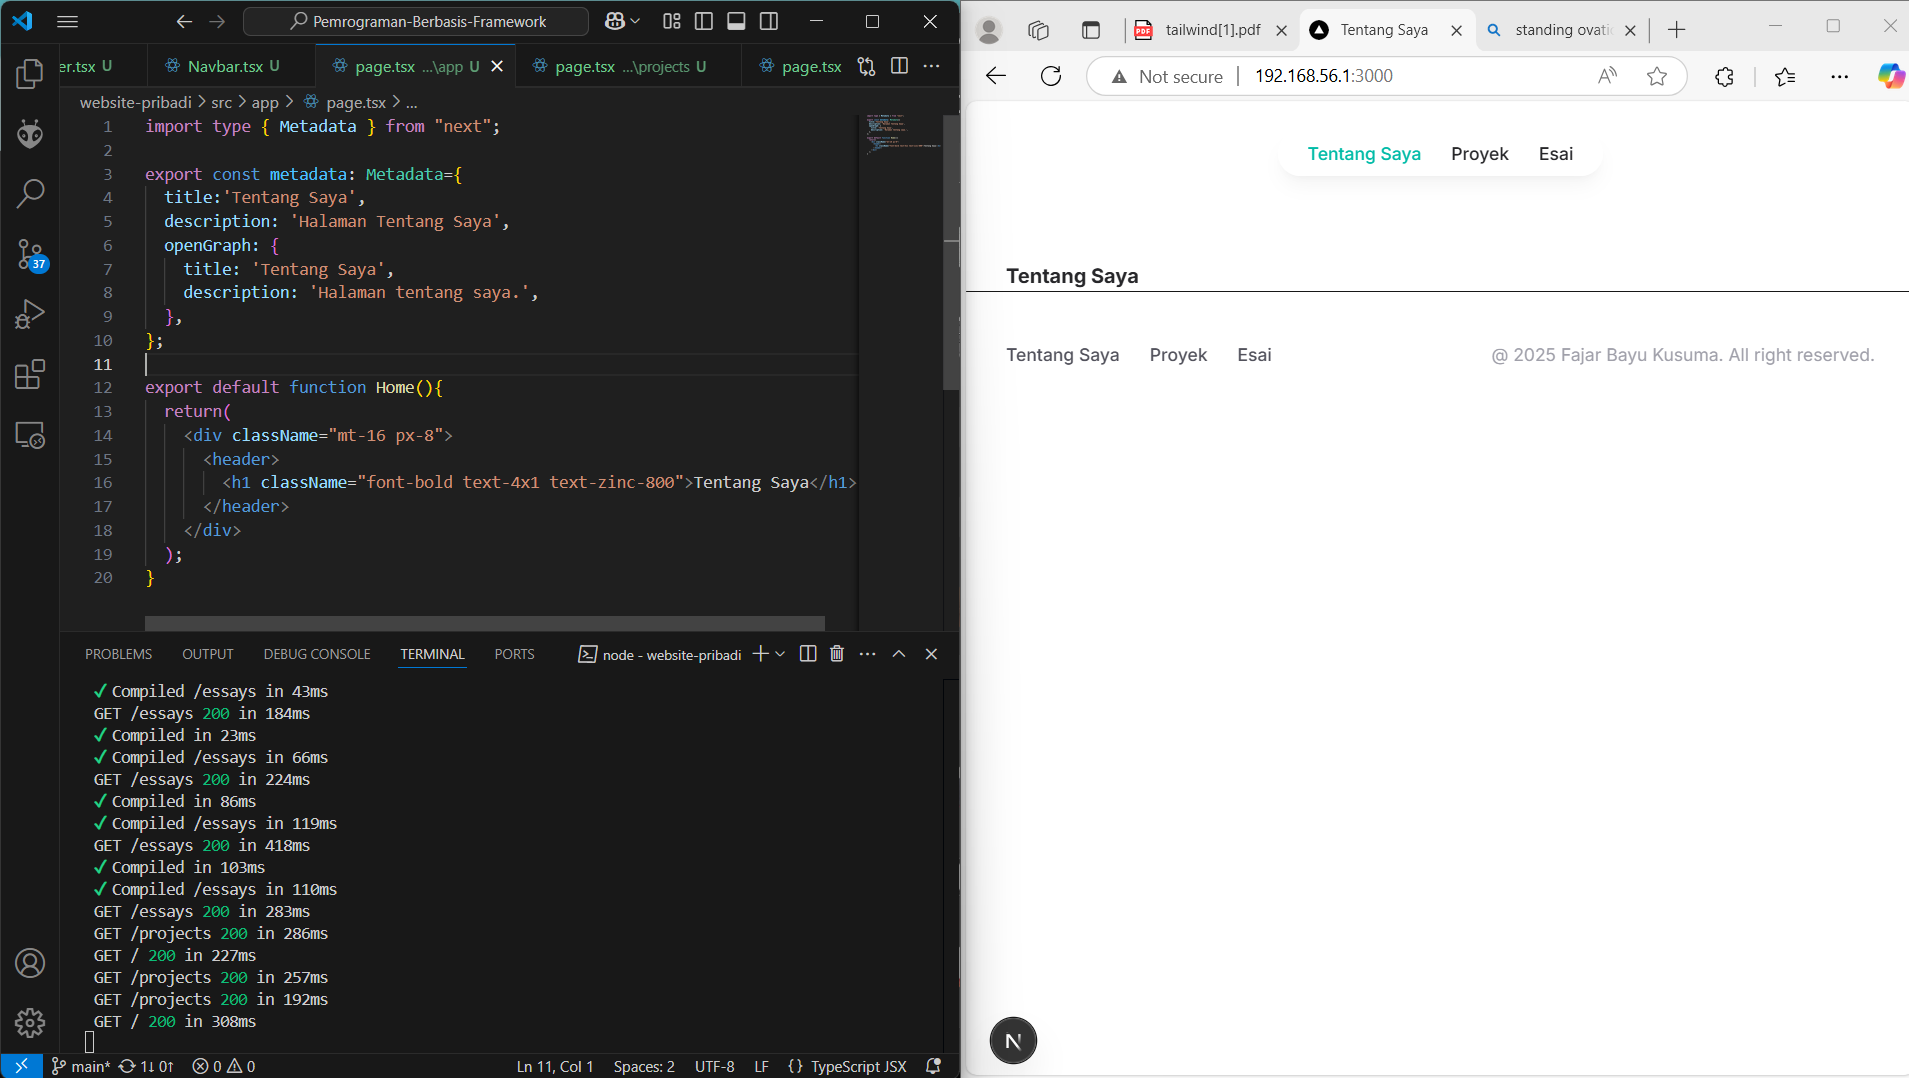 Pemrograman-Berbasis-Framework
er.tsx U
Navbar.tsx U
page.tsx ...\app U
page.tsx ...\projects U
page.tsx
website-pribadi > src > app > page.tsx > ...
1 import type { Metadata } from "next";
2
3 export const metadata: Metadata={
4 title:'Tentang Saya',
5 description: 'Halaman Tentang Saya',
6 openGraph: {
7 title: 'Tentang Saya',
8 description: 'Halaman tentang saya.',
9 },
10 };
11
12 export default function Home(){
13 return(
14 <div className="mt-16 px-8">
15 <header>
16 <h1 className="font-bold text-4x1 text-zinc-800">Tentang Saya</h1>
17 </header>
18 </div>
19 );
20 }
37
PROBLEMS OUTPUT DEBUG CONSOLE TERMINAL PORTS node - website-pribadi
✓ Compiled /essays in 43ms
GET /essays 200 in 184ms
✓ Compiled in 23ms
✓ Compiled /essays in 66ms
GET /essays 200 in 224ms
✓ Compiled in 86ms
✓ Compiled /essays in 119ms
GET /essays 200 in 418ms
✓ Compiled in 103ms
✓ Compiled /essays in 110ms
GET /essays 200 in 283ms
GET /projects 200 in 286ms
GET / 200 in 227ms
GET /projects 200 in 257ms
GET /projects 200 in 192ms
GET / 200 in 308ms
main* 1↓ 0↑ 0 0 Ln 11, Col 1 Spaces: 2 UTF-8 LF {} TypeScript JSX
tailwind[1].pdf
Tentang Saya
standing ovati
Not secure 192.168.56.1:3000
Tentang Saya Proyek Esai
Tentang Saya
Tentang Saya Proyek Esai @ 2025 Fajar Bayu Kusuma. All right reserved.
N